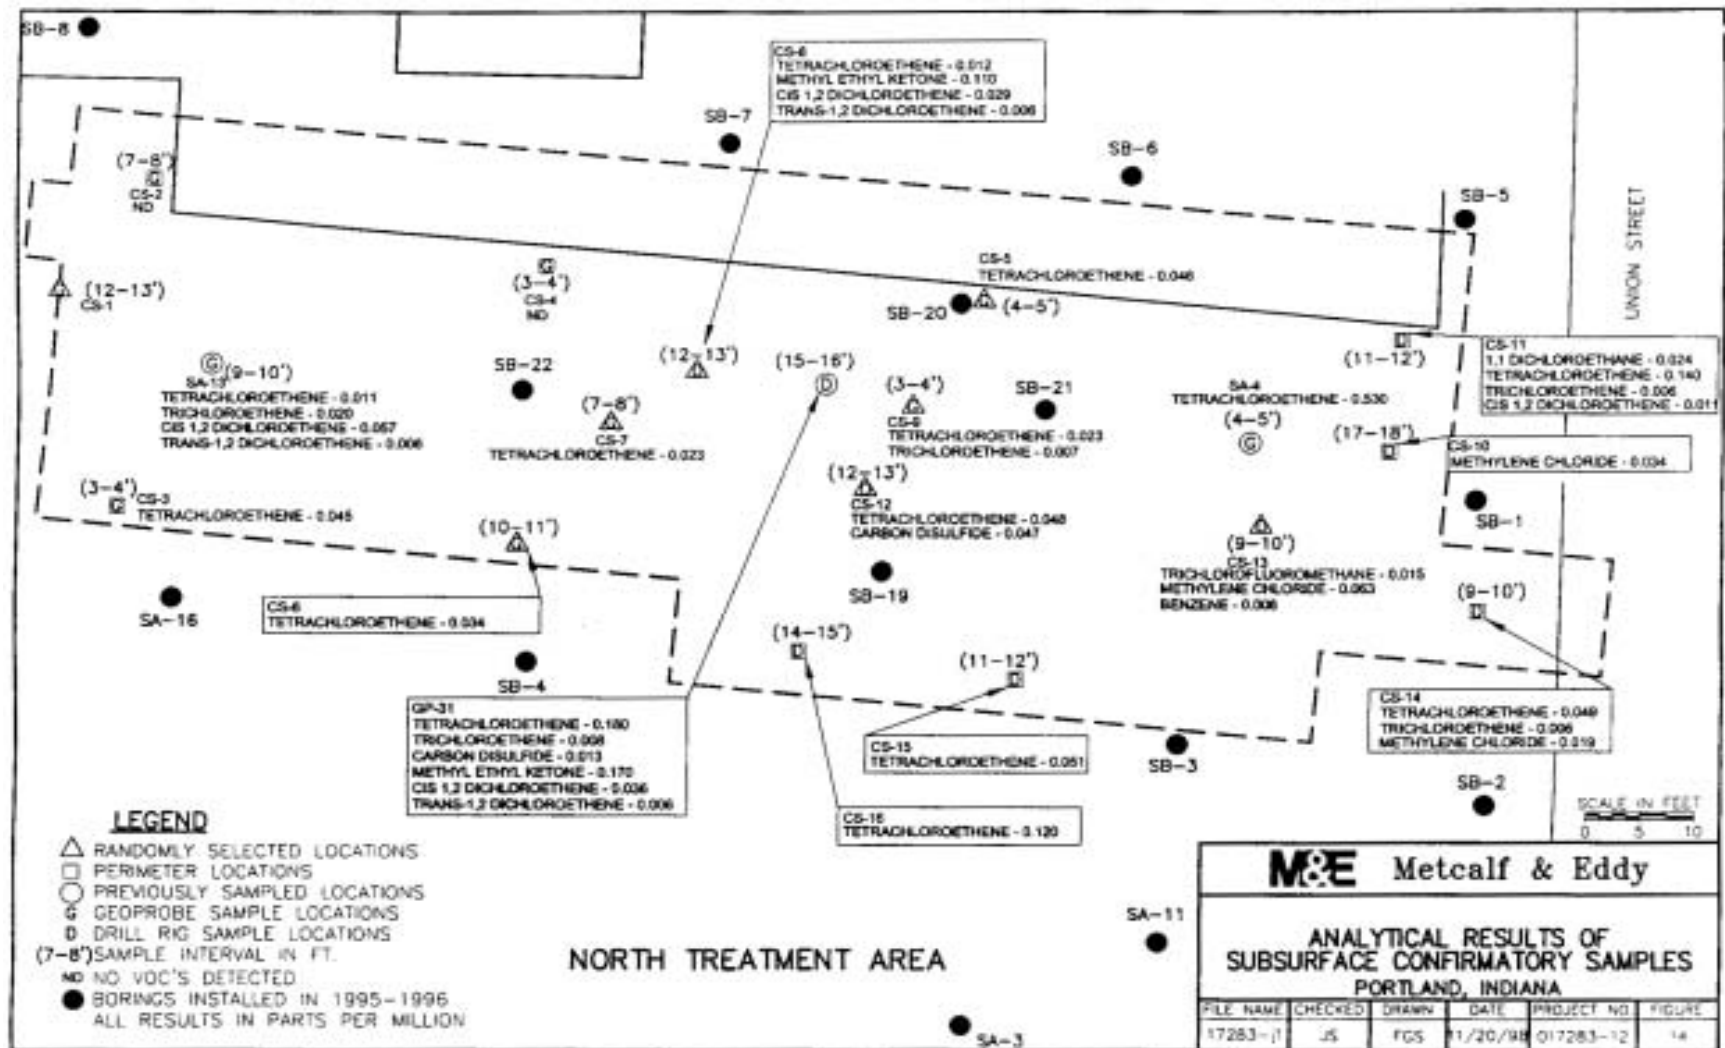 SB-8
CS-8
TETRACHLOROETHENE - 0.012
METHYL ETHYL KETONE - 0.110
CIS 1,2 DICHLOROETHENE - 0.029
TRANS-1,2 DICHLOROETHENE - 0.006
SB-7
SB-6
SB-5
UNION STREET
(7-8")
CS-2
ND
(12-13')
CS-1
(3-4')
CS-4
ND
CS-5
TETRACHLOROETHENE - 0.046
SB-20
(4-5')
(11-12')
CS-11
1,1 DICHLOROETHANE - 0.024
TETRACHLOROETHENE - 0.140
TRICHLOROETHENE - 0.006
CIS 1,2 DICHLOROETHENE - 0.011
(9-10')
SA-13
TETRACHLOROETHENE - 0.011
TRICHLOROETHENE - 0.020
CIS 1,2 DICHLOROETHENE - 0.057
TRANS-1,2 DICHLOROETHENE - 0.006
SB-22
(12-13')
(15-16')
(7-8')
CS-7
TETRACHLOROETHENE - 0.023
(3-4')
TETRACHLOROETHENE - 0.023
TRICHLOROETHENE - 0.007
SB-21
SA-4
TETRACHLOROETHENE - 0.530
(4-5')
(17-18')
CS-10
METHYLENE CHLORIDE - 0.034
(3-4')
CS-3
TETRACHLOROETHENE - 0.045
(10-11')
(12-13')
CS-12
TETRACHLOROETHENE - 0.048
CARBON DISULFIDE - 0.047
SB-1
(9-10')
CS-13
TRICHLOROFLUOROMETHANE - 0.015
METHYLENE CHLORIDE - 0.063
BENZENE - 0.006
SB-19
SA-16
CS-6
TETRACHLOROETHENE - 0.034
(9-10')
(14-15')
(11-12')
SB-4
GP-31
TETRACHLOROETHENE - 0.180
TRICHLOROETHENE - 0.008
CARBON DISULFIDE - 0.013
METHYL ETHYL KETONE - 0.170
CIS 1,2 DICHLOROETHENE - 0.036
TRANS-1,2 DICHLOROETHENE - 0.006
CS-14
TETRACHLOROETHENE - 0.049
TRICHLOROETHENE - 0.006
METHYLENE CHLORIDE - 0.019
CS-15
TETRACHLOROETHENE - 0.051
SB-3
SB-2
CS-16
TETRACHLOROETHENE - 0.120
SCALE IN FEET
0 5 10
LEGEND
RANDOMLY SELECTED LOCATIONS
PERIMETER LOCATIONS
PREVIOUSLY SAMPLED LOCATIONS
G GEOPROBE SAMPLE LOCATIONS
D DRILL RIG SAMPLE LOCATIONS
(7-8')SAMPLE INTERVAL IN FT.
ND NO VOC'S DETECTED
BORINGS INSTALLED IN 1995-1996
ALL RESULTS IN PARTS PER MILLION
NORTH TREATMENT AREA
SA-11
SA-3
M&E Metcalf & Eddy
ANALYTICAL RESULTS OF
SUBSURFACE CONFIRMATORY SAMPLES
PORTLAND, INDIANA
FILE NAME CHECKED DRAWN DATE PROJECT NO FIGURE
17283-j1 JS FGS 11/20/98 017283-12 14